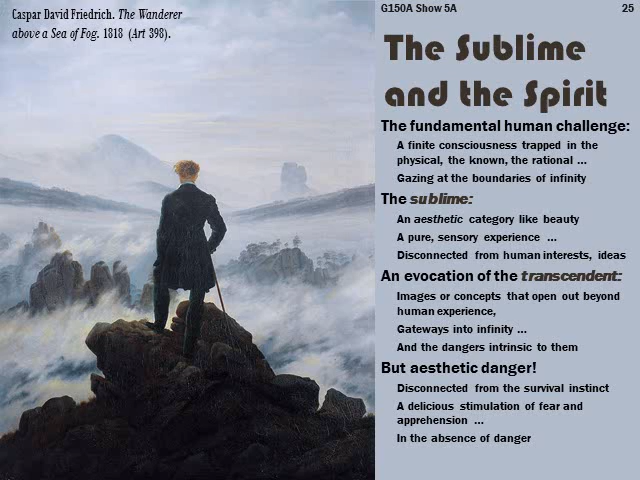 Caspar David Friedrich. The Wanderer
above a Sea of Fog. 1818 (Art 398).
G150A Show 5A 25
The Sublime
and the Spirit
The fundamental human challenge:
A finite consciousness trapped in the
physical, the known, the rational ...
Gazing at the boundaries of infinity
The sublime:
An aesthetic category like beauty
A pure, sensory experience ...
Disconnected from human interests, ideas
An evocation of the transcendent:
Images or concepts that open out beyond
human experience,
Gateways into infinity ...
And the dangers intrinsic to them
But aesthetic danger!
Disconnected from the survival instinct
A delicious stimulation of fear and
apprehension ...
In the absence of danger